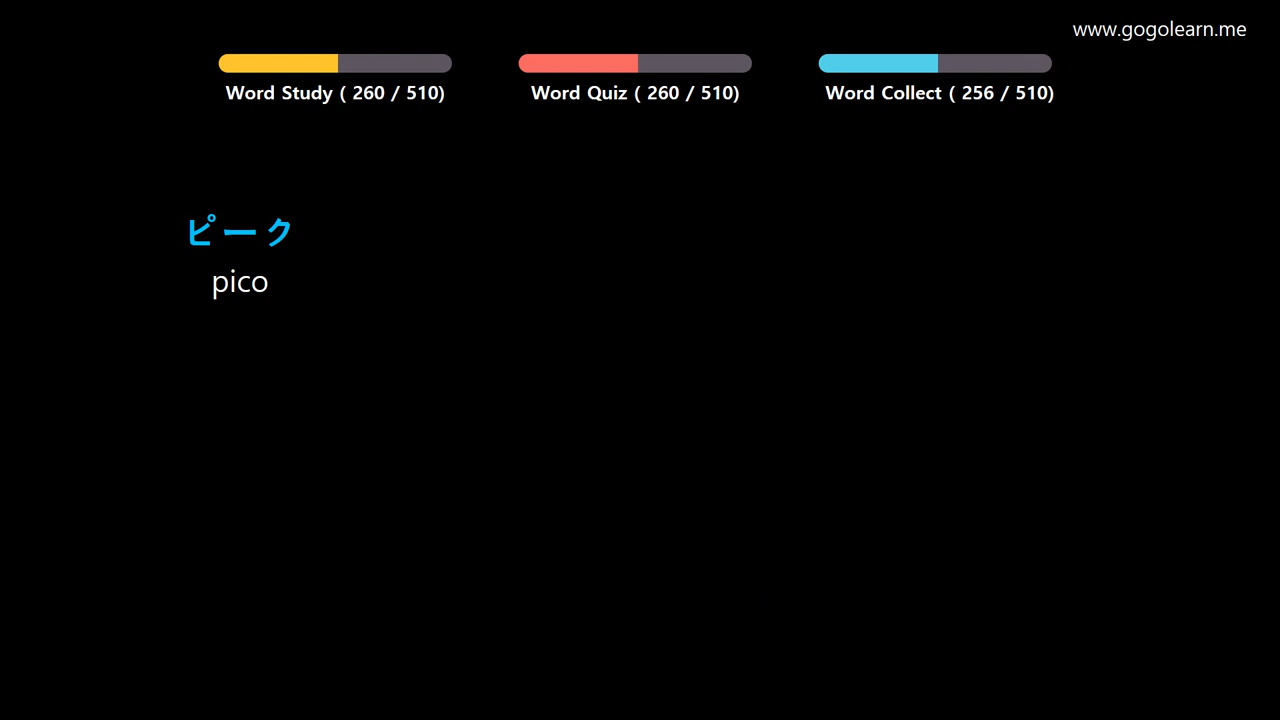 www.gogolearn.me
Word Study ( 260 / 510)
Word Quiz ( 260 / 510)
Word Collect ( 256 / 510)
ピーク
pico